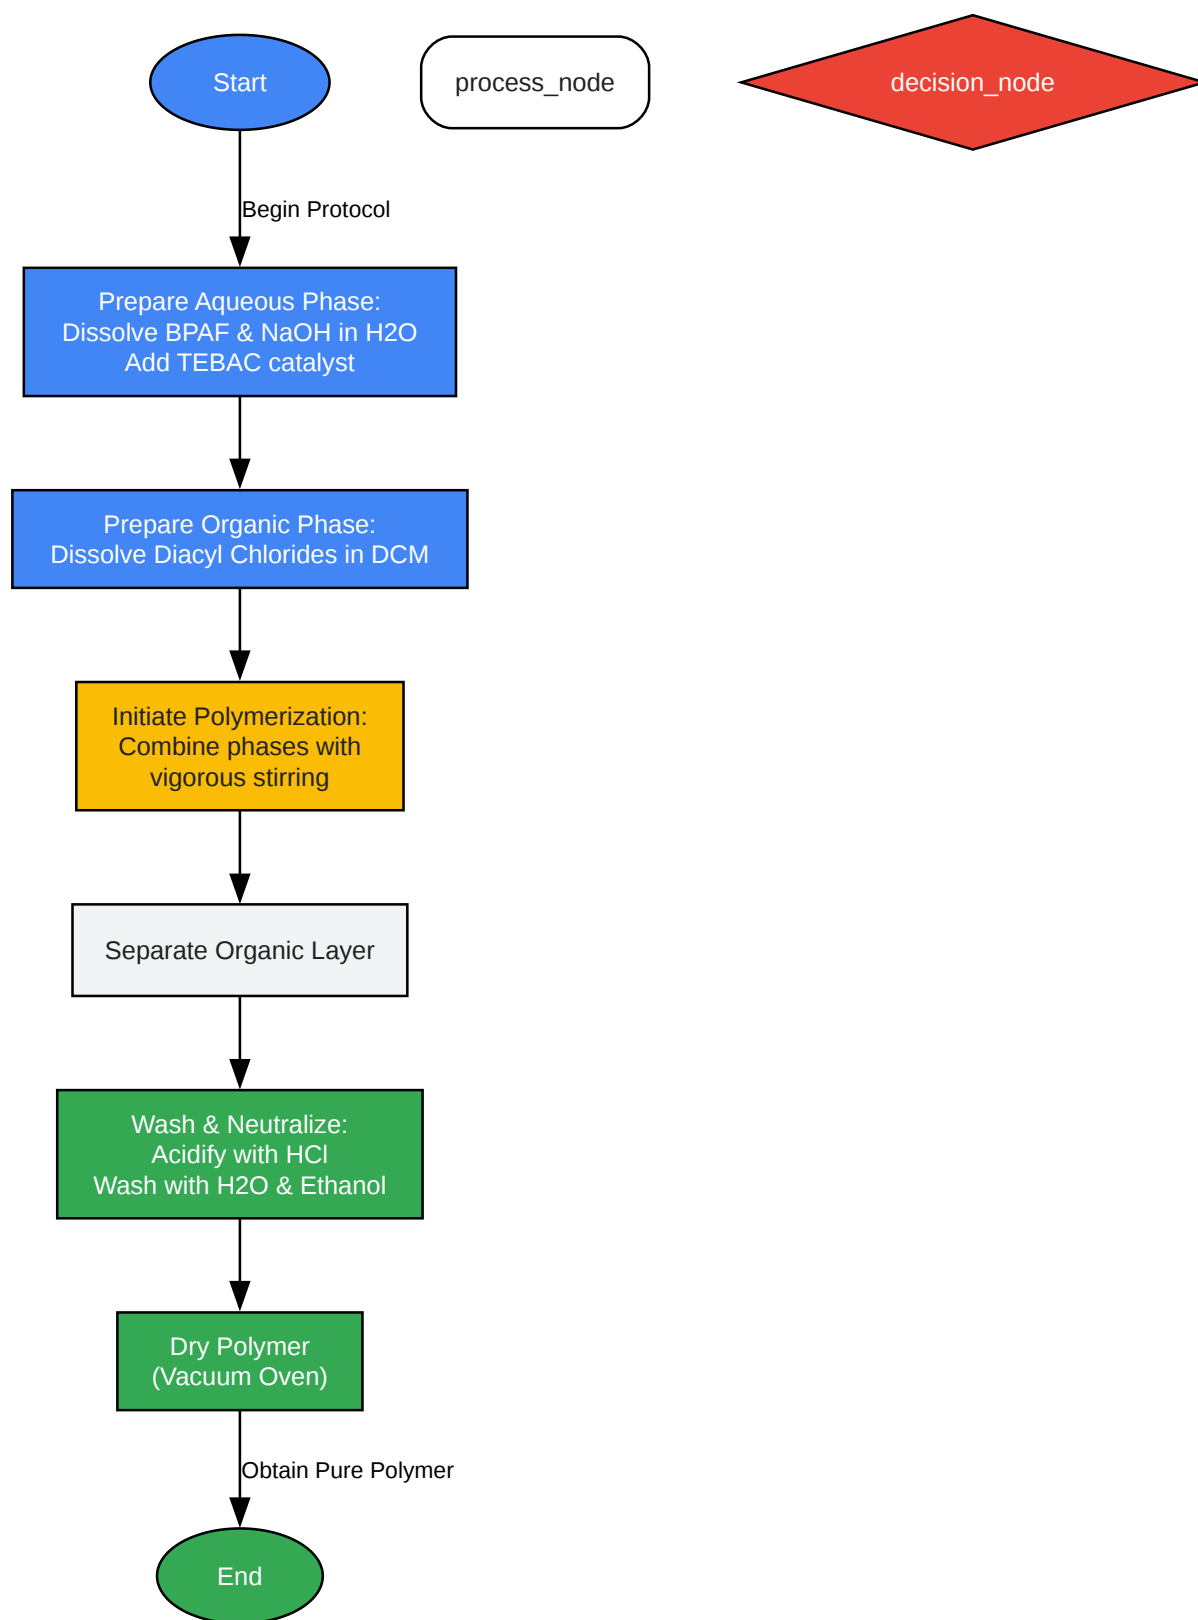 Start
process_node
decision_node
Begin Protocol
Prepare Aqueous Phase:
Dissolve BPAF & NaOH in H2O
Add TEBAC catalyst
Prepare Organic Phase:
Dissolve Diacyl Chlorides in DCM
Initiate Polymerization:
Combine phases with
vigorous stirring
Separate Organic Layer
Wash & Neutralize:
Acidify with HCl
Wash with H2O & Ethanol
Dry Polymer
(Vacuum Oven)
Obtain Pure Polymer
End